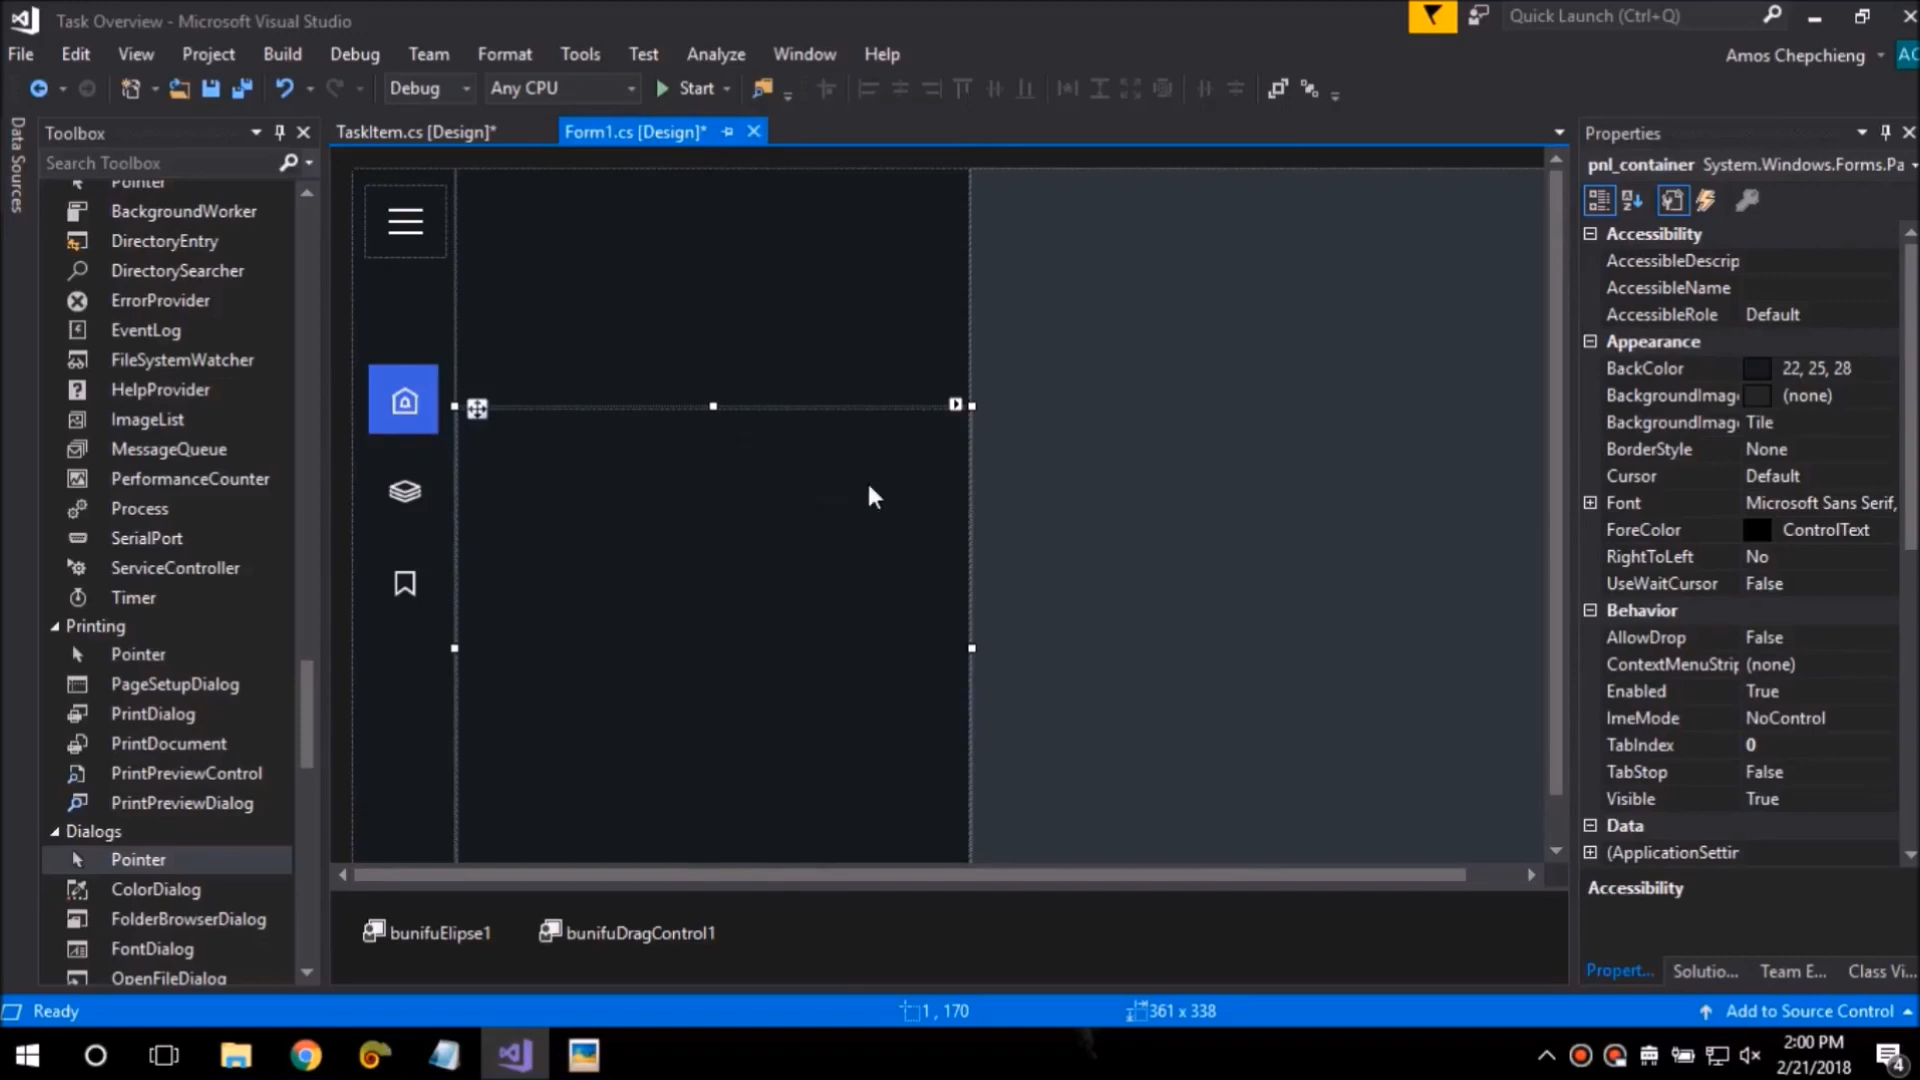 Task Overview - Microsoft Visual Studio
Quick Launch (Ctrl+Q)
File Edit View Project Build Debug Team Format Tools Test Analyze Window Help
Amos Chepchieng
AC
Debug
Any CPU
Start
Data Sources
Toolbox
Search Toolbox
Pointer
BackgroundWorker
DirectoryEntry
DirectorySearcher
ErrorProvider
EventLog
FileSystemWatcher
HelpProvider
ImageList
MessageQueue
PerformanceCounter
Process
SerialPort
ServiceController
Timer
Printing
Pointer
PageSetupDialog
PrintDialog
PrintDocument
PrintPreviewControl
PrintPreviewDialog
Dialogs
Pointer
ColorDialog
FolderBrowserDialog
FontDialog
OpenFileDialog
TaskItem.cs [Design]*
Form1.cs [Design]*
bunifuElipse1
bunifuDragControl1
Properties
pnl_container System.Windows.Forms.Pa
Accessibility
AccessibleDescrip
AccessibleName
AccessibleRole Default
Appearance
BackColor 22, 25, 28
BackgroundImag (none)
BackgroundImag Tile
BorderStyle None
Cursor Default
Font Microsoft Sans Serif,
ForeColor ControlText
RightToLeft No
UseWaitCursor False
Behavior
AllowDrop False
ContextMenuStrip (none)
Enabled True
ImeMode NoControl
TabIndex 0
TabStop False
Visible True
Data
(ApplicationSettin
Accessibility
Propert... Solutio... Team E... Class Vi...
Ready
1 , 170
361 x 338
Add to Source Control
2:00 PM
2/21/2018
4